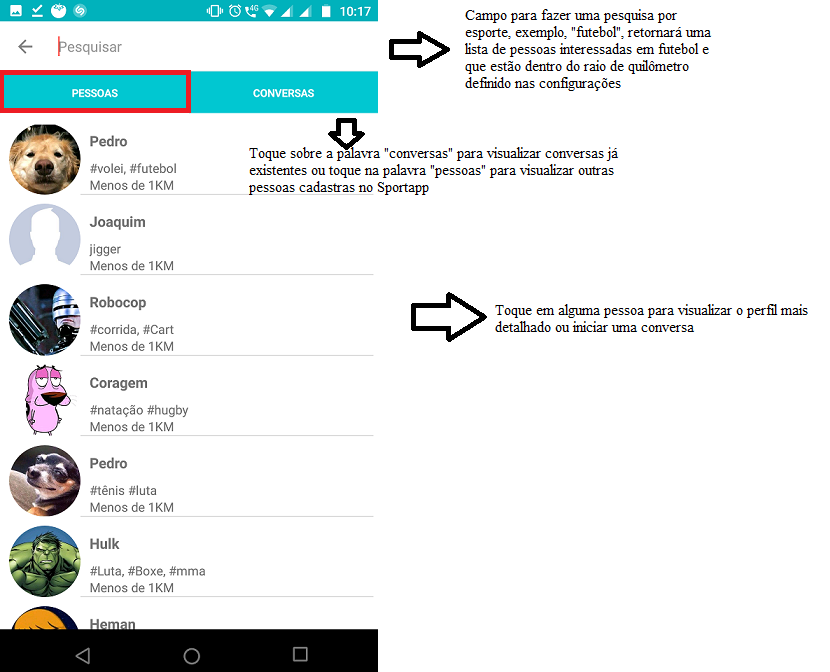 4G
10:17
Pesquisar
PESSOAS
CONVERSAS
Pedro
#volei, #futebol
Menos de 1KM
Joaquim
jigger
Menos de 1KM
Robocop
#corrida, #Cart
Menos de 1KM
Coragem
#natação #hugby
Menos de 1KM
Pedro
#tênis #luta
Menos de 1KM
Hulk
#Luta, #Boxe, #mma
Menos de 1KM
Heman
Campo para fazer uma pesquisa por
esporte, exemplo, "futebol", retornará uma
lista de pessoas interessadas em futebol e
que estão dentro do raio de quilômetro
definido nas configurações
Toque sobre a palavra "conversas" para visualizar conversas já
existentes ou toque na palavra "pessoas" para visualizar outras
pessoas cadastras no Sportapp
Toque em alguma pessoa para visualizar o perfil mais
detalhado ou iniciar uma conversa